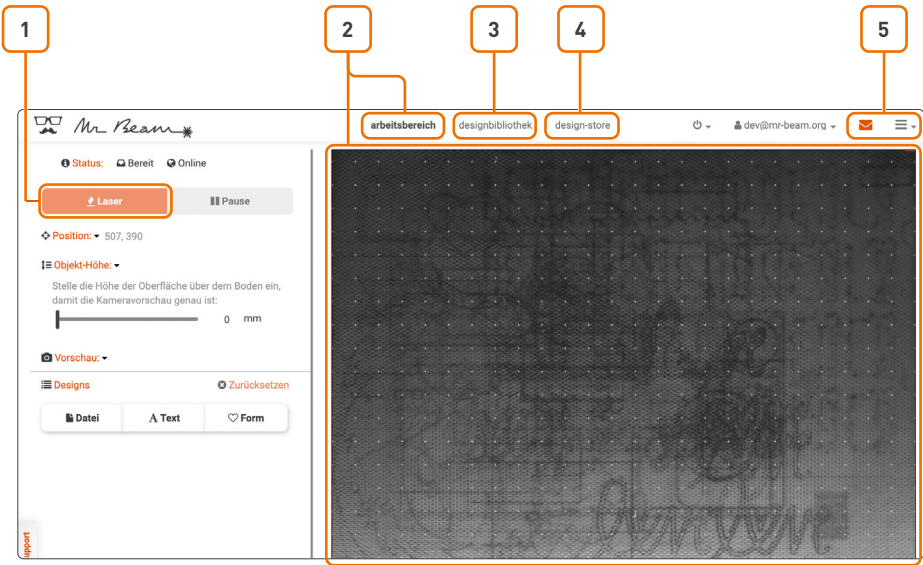 1 2 3 4 5
Mr Beam arbeitsbereich designbibliothek design-store dev@mr-beam.org
Status: Bereit Online
Laser Pause
Position: 507, 390
Objekt-Höhe:
Stelle die Höhe der Oberfläche über dem Boden ein,
damit die Kameravorschau genau ist:
0 mm
Vorschau:
Designs Zurücksetzen
Datei Text Form
upport